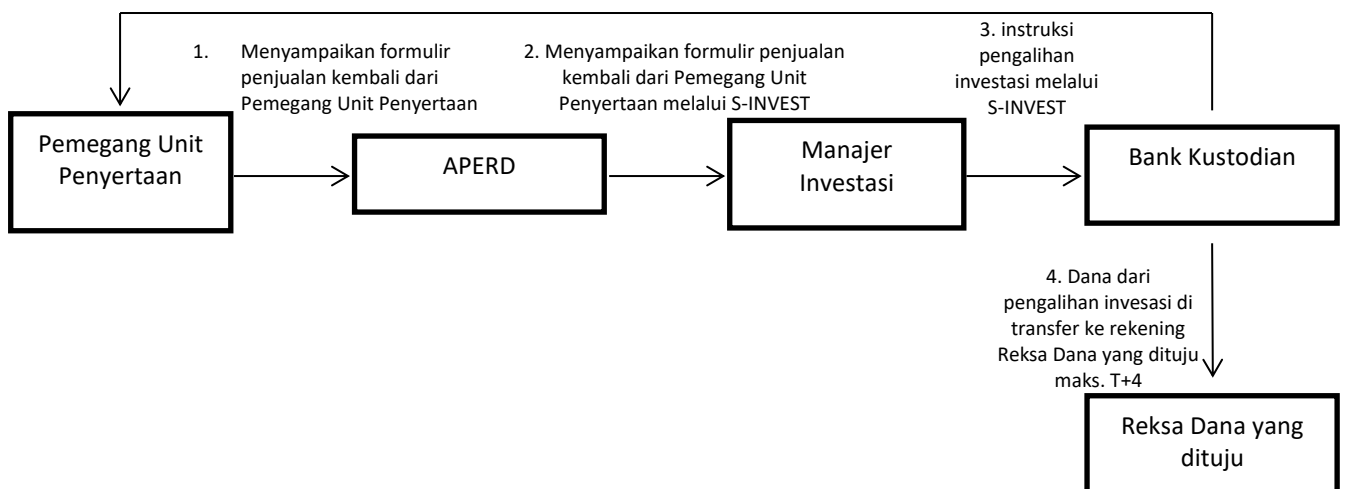 1. Menyampaikan formulir
penjualan kembali dari
Pemegang Unit Penyertaan
2. Menyampaikan formulir penjualan
kembali dari Pemegang Unit
Penyertaan melalui S-INVEST
3. instruksi
pengalihan
investasi melalui
S-INVEST
Pemegang Unit
Penyertaan
APERD
Manajer
Investasi
Bank Kustodian
4. Dana dari
pengalihan invesasi di
transfer ke rekening
Reksa Dana yang dituju
maks. T+4
Reksa Dana yang
dituju